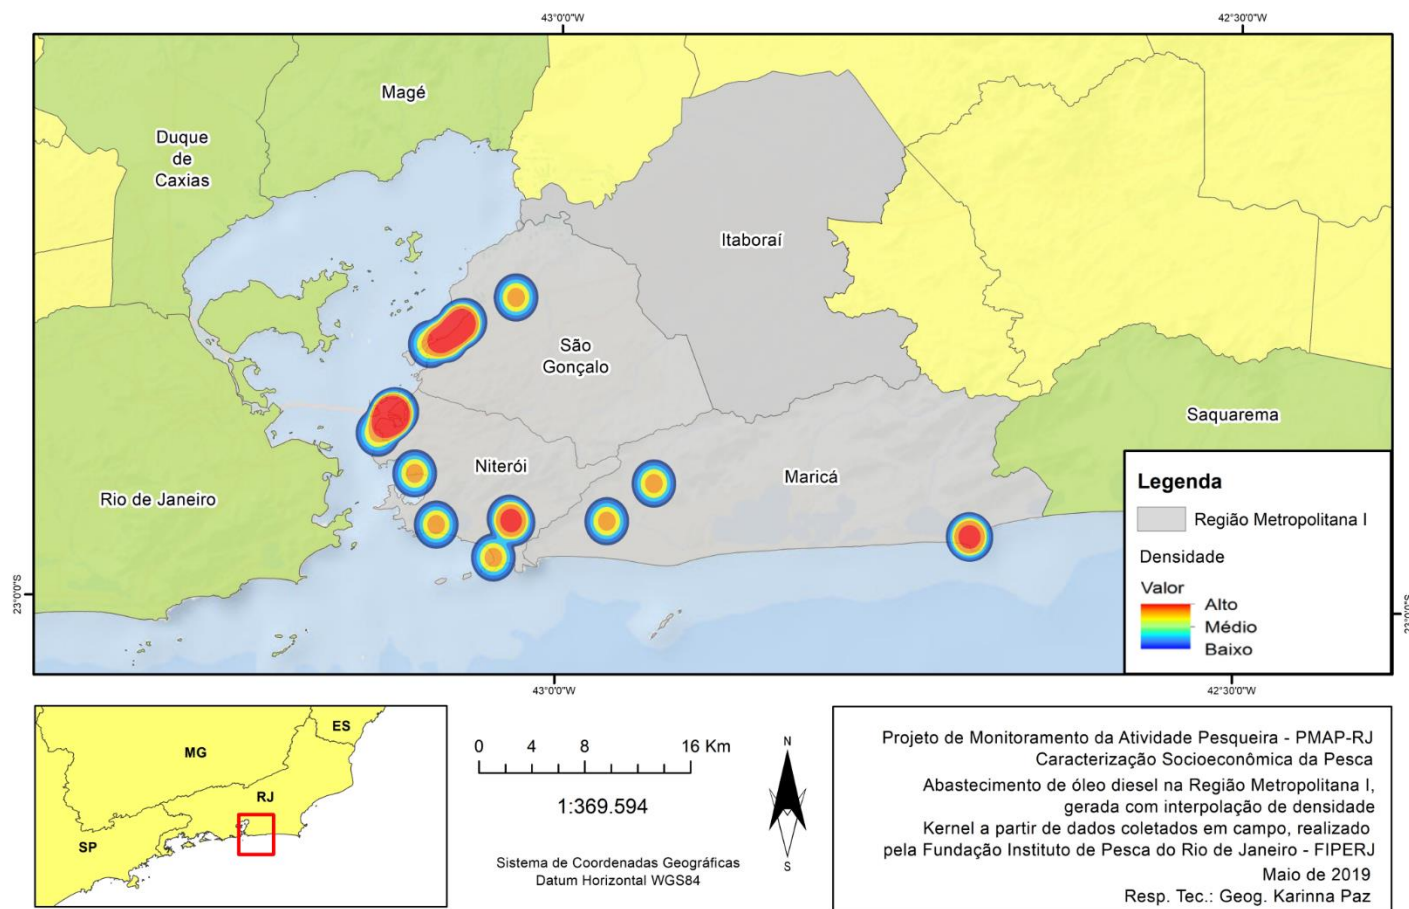 43°0'0"W
42°30'0"W
Magé
Duque
de
Caxias
Itaboraí
São
Gonçalo
Saquarema
Niterói
Maricá
Rio de Janeiro
Legenda
Região Metropolitana I
Densidade
Valor
Alto
Médio
Baixo
23°0'0"S
23°0'0"S
43°0'0"W
42°30'0"W
ES
MG
RJ
SP
0 4 8 16 Km
1:369.594
Sistema de Coordenadas Geográficas
Datum Horizontal WGS84
N
S
Projeto de Monitoramento da Atividade Pesqueira - PMAP-RJ
Caracterização Socioeconômica da Pesca
Abastecimento de óleo diesel na Região Metropolitana I,
gerada com interpolação de densidade
Kernel a partir de dados coletados em campo, realizado
pela Fundação Instituto de Pesca do Rio de Janeiro - FIPERJ
Maio de 2019
Resp. Tec.: Geog. Karinna Paz